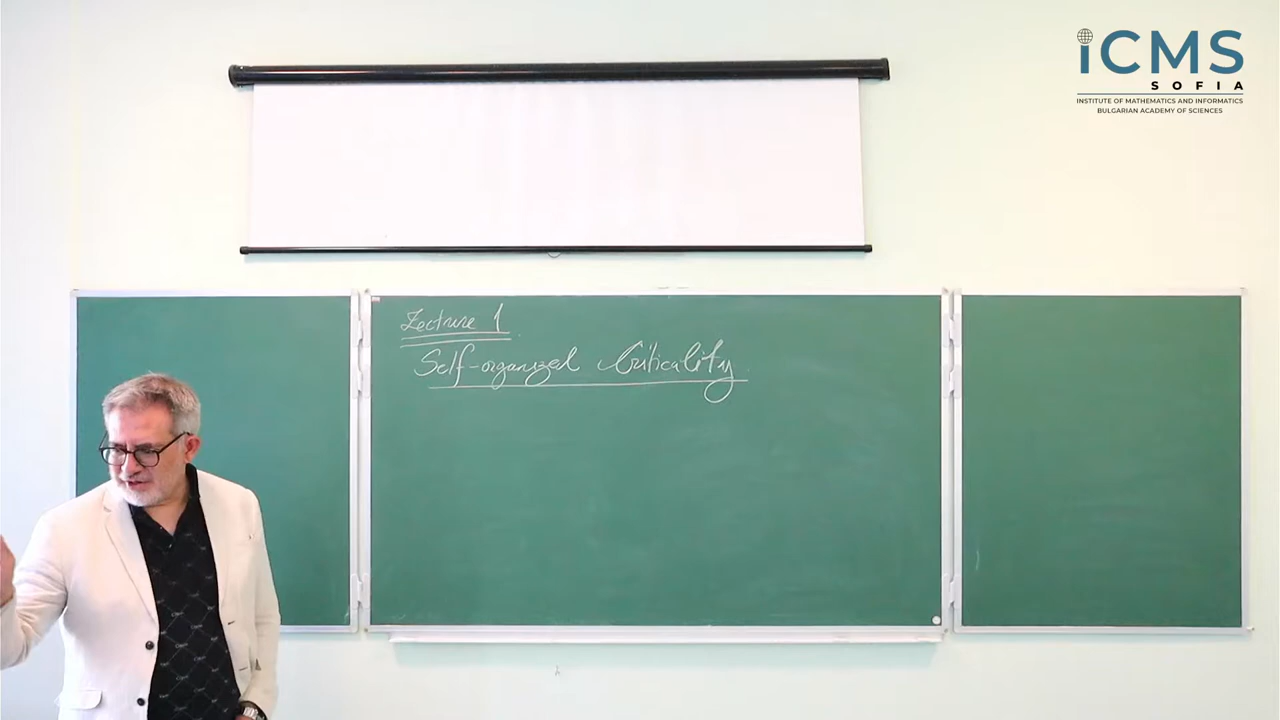 iCMS
SOFIA
INSTITUTE OF MATHEMATICS AND INFORMATICS
BULGARIAN ACADEMY OF SCIENCES
Lecture 1
Self-organized Criticality